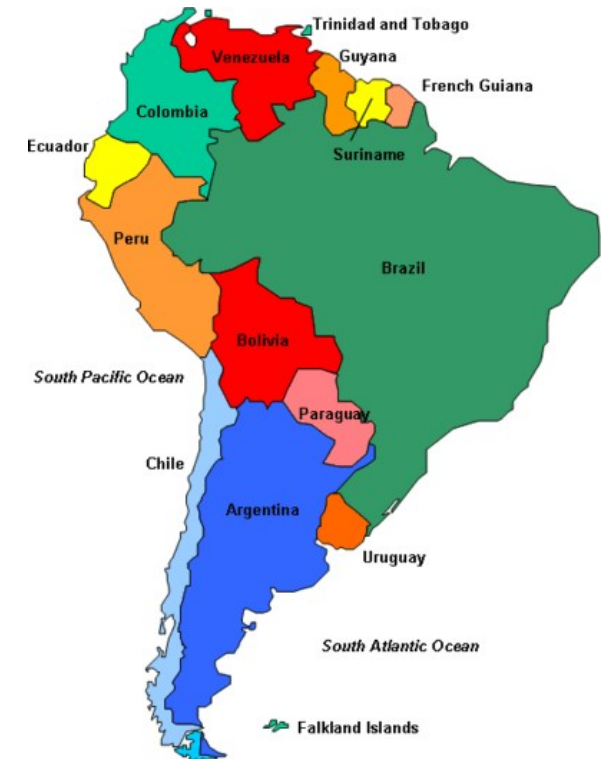 Trinidad and Tobago
Venezuela
Guyana
French Guiana
Colombia
Ecuador
Suriname
Peru
Brazil
Bolivia
South Pacific Ocean
Paraguay
Chile
Argentina
Uruguay
South Atlantic Ocean
Falkland Islands